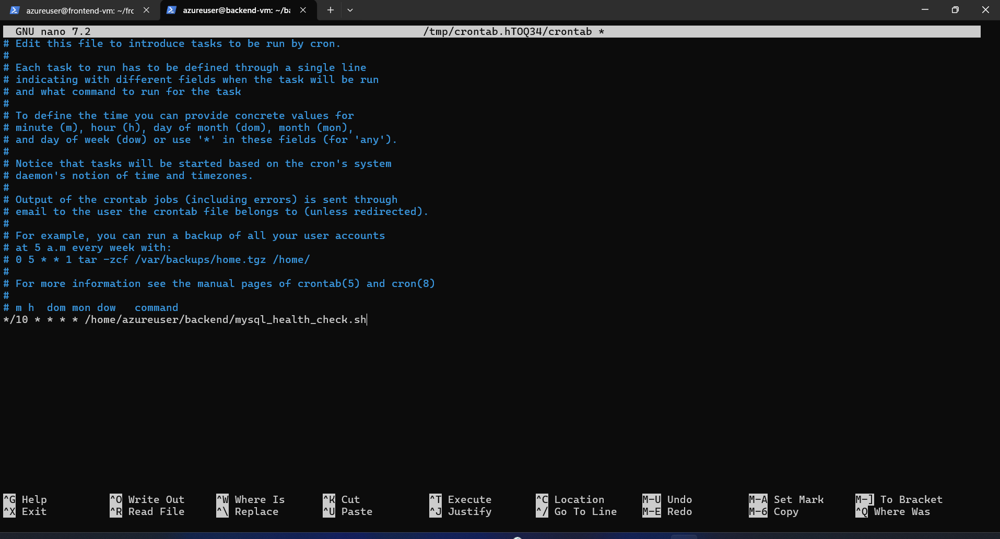 azureuser@frontend-vm: ~/frc
azureuser@backend-vm: ~/ba
GNU nano 7.2 /tmp/crontab.hTOQ34/crontab *
# Edit this file to introduce tasks to be run by cron.
#
# Each task to run has to be defined through a single line
# indicating with different fields when the task will be run
# and what command to run for the task
#
# To define the time you can provide concrete values for
# minute (m), hour (h), day of month (dom), month (mon),
# and day of week (dow) or use '*' in these fields (for 'any').
#
# Notice that tasks will be started based on the cron's system
# daemon's notion of time and timezones.
#
# Output of the crontab jobs (including errors) is sent through
# email to the user the crontab file belongs to (unless redirected).
#
# For example, you can run a backup of all your user accounts
# at 5 a.m every week with:
# 0 5 * * 1 tar -zcf /var/backups/home.tgz /home/
#
# For more information see the manual pages of crontab(5) and cron(8)
#
# m h  dom mon dow   command
*/10 * * * * /home/azureuser/backend/mysql_health_check.sh
^G Help ^O Write Out ^W Where Is ^K Cut ^T Execute ^C Location M-U Undo M-A Set Mark M-] To Bracket
^X Exit ^R Read File ^\ Replace ^U Paste ^J Justify ^/ Go To Line M-E Redo M-6 Copy ^Q Where Was